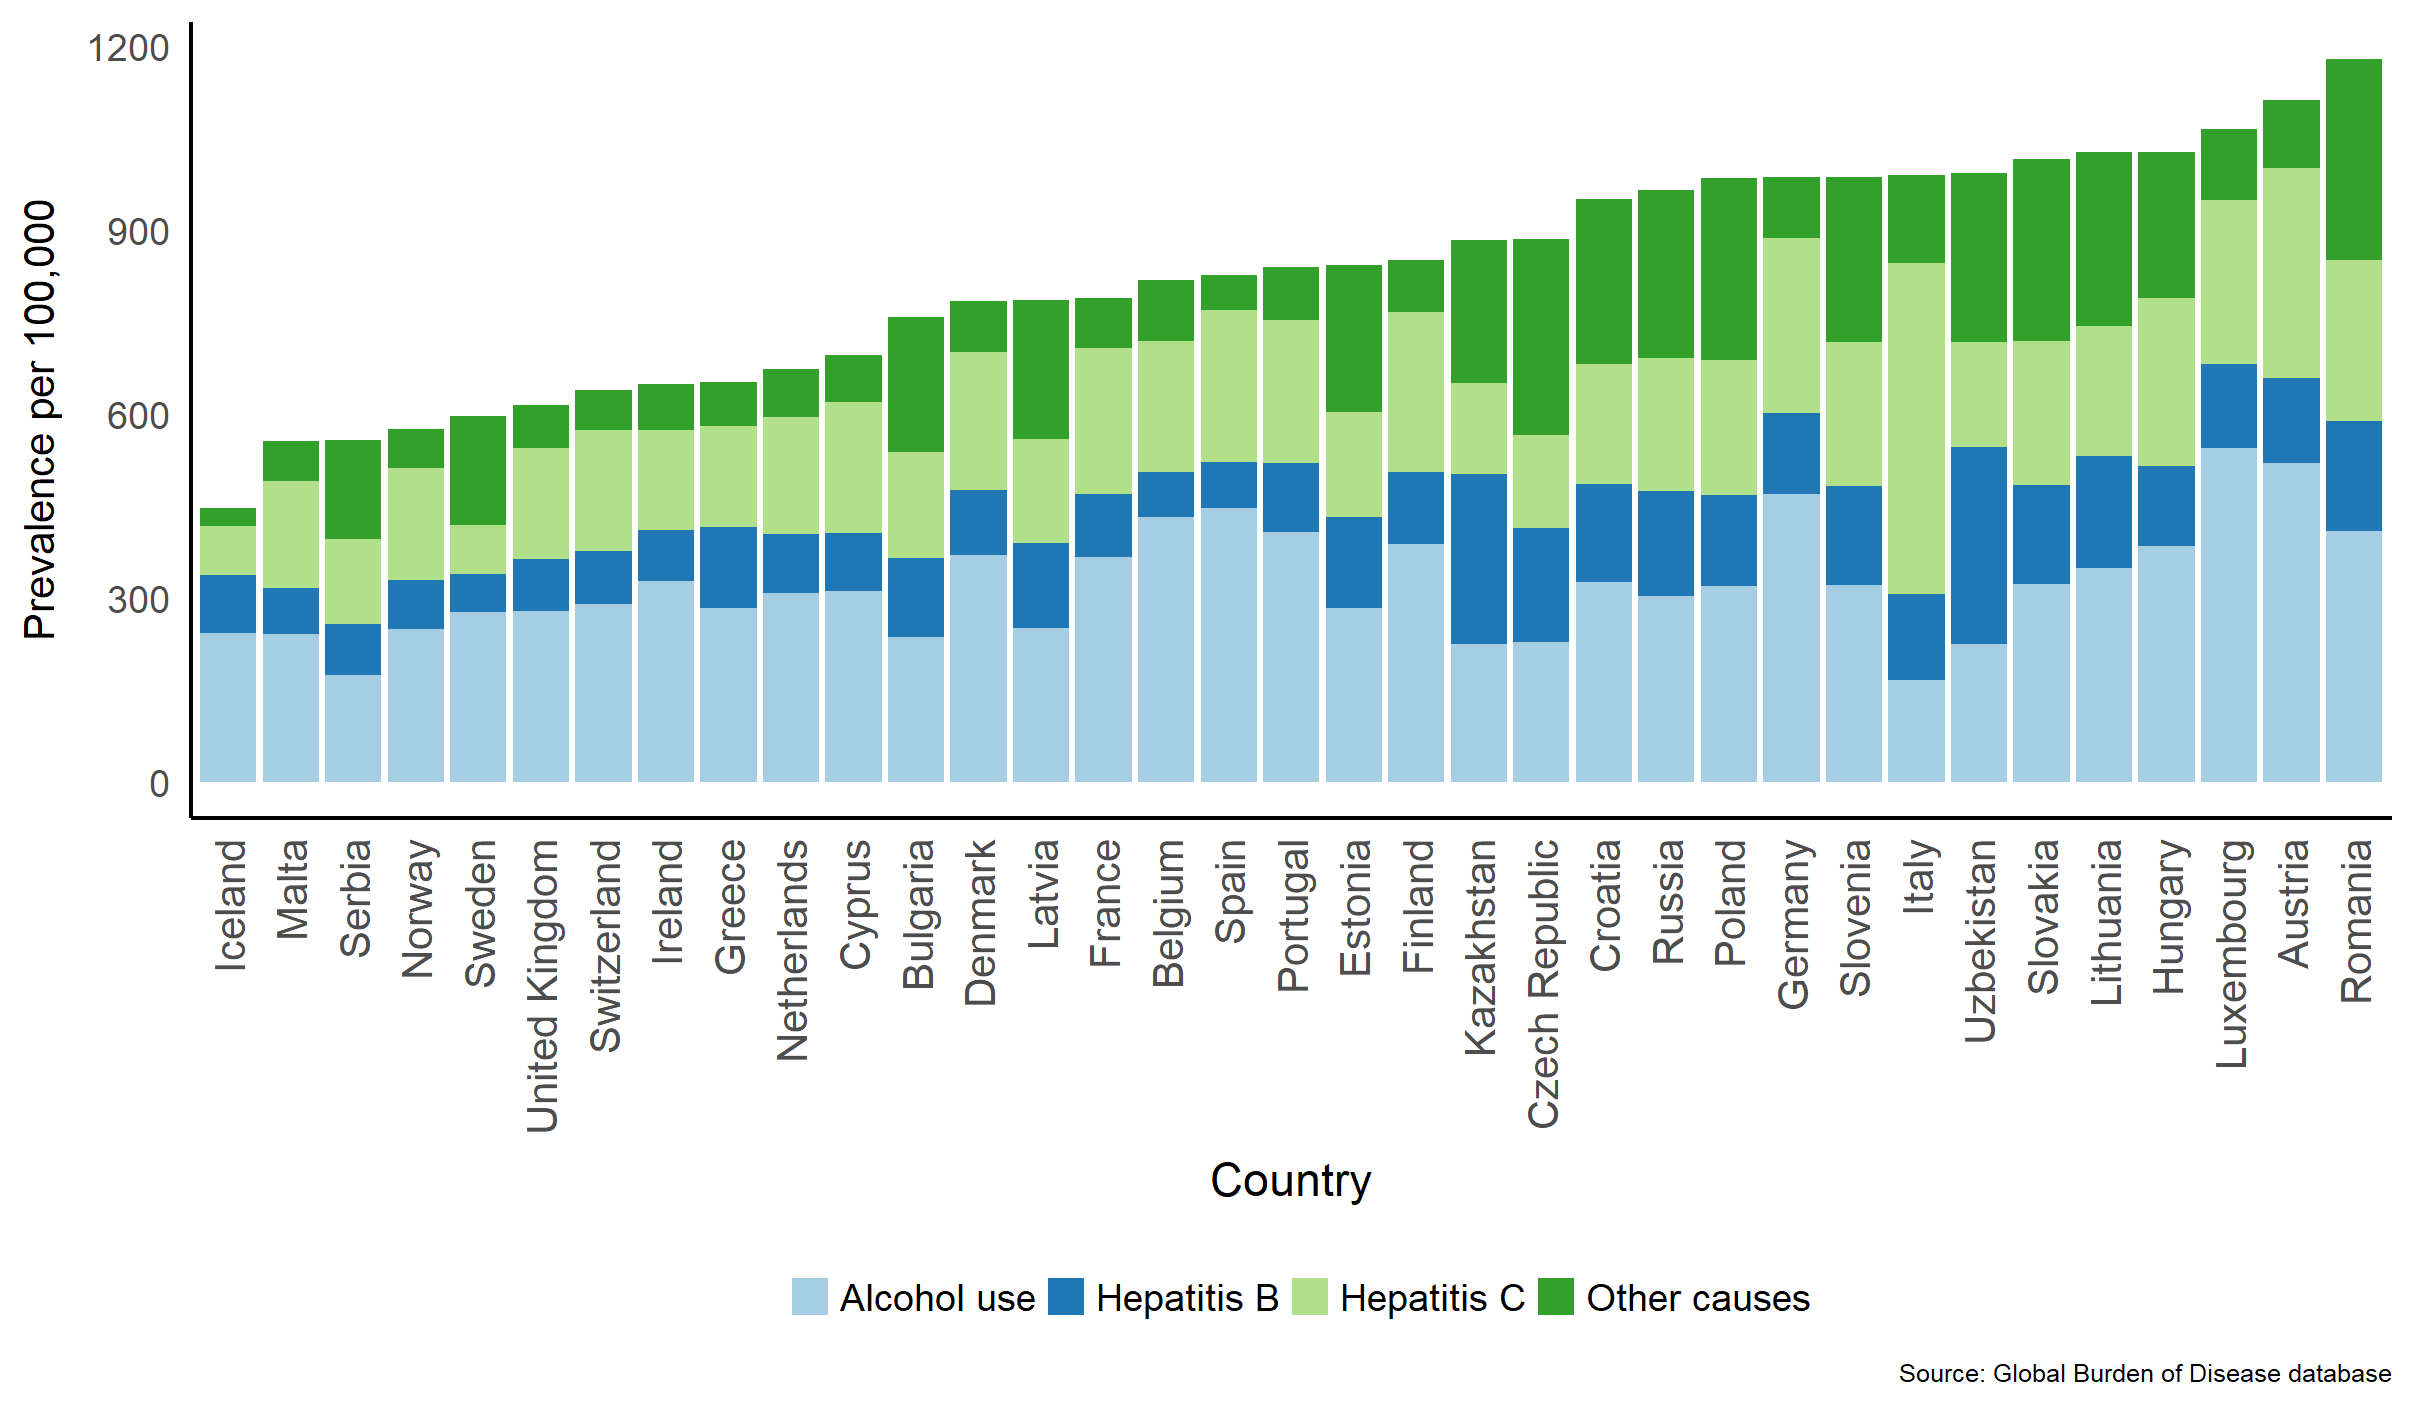 Prevalence per 100,000
1200
900
600
300
0
Iceland
Malta
Serbia
Norway
Sweden
United Kingdom
Switzerland
Ireland
Greece
Netherlands
Cyprus
Bulgaria
Denmark
Latvia
France
Belgium
Spain
Portugal
Estonia
Finland
Kazakhstan
Czech Republic
Croatia
Russia
Poland
Germany
Slovenia
Italy
Uzbekistan
Slovakia
Lithuania
Hungary
Luxembourg
Austria
Romania
Country
Alcohol use Hepatitis B Hepatitis C Other causes
Source: Global Burden of Disease database